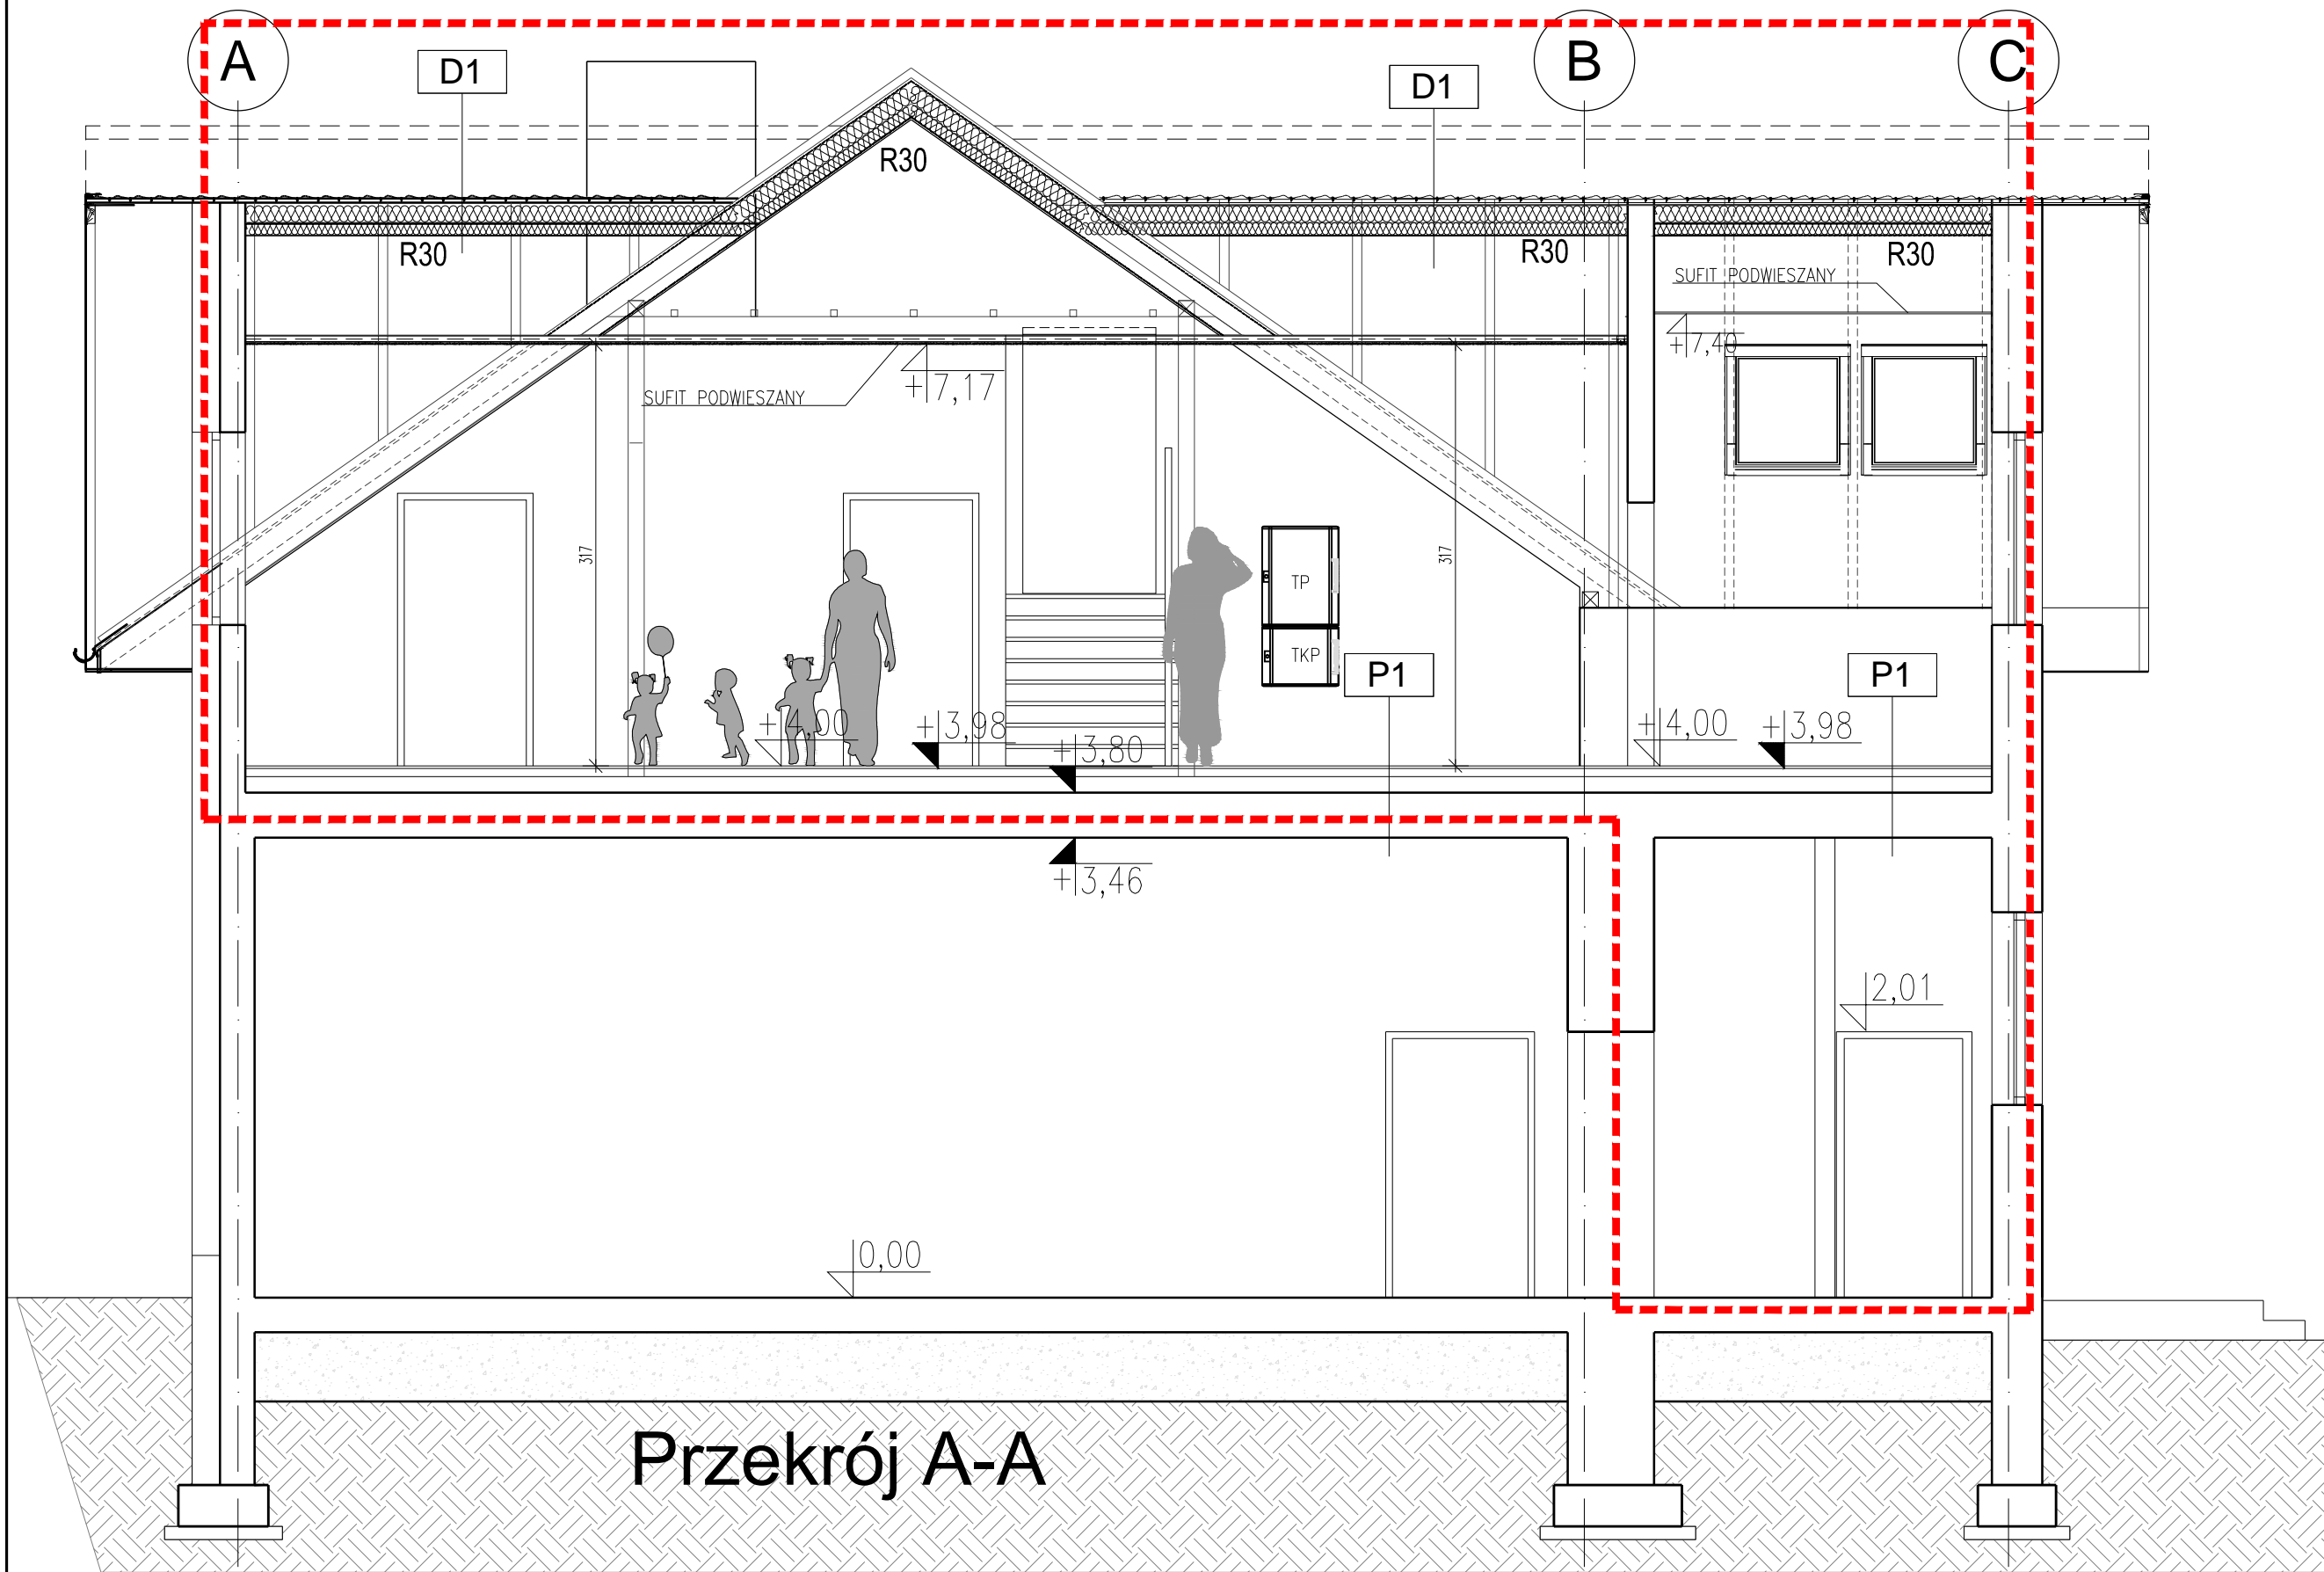 A
B
C
D1
D1
R30
R30
R30
R30
SUFIT PODWIESZANY
+7,40
+7,17
SUFIT PODWIESZANY
317
317
TP
TKP
P1
P1
+4,00
+3,98
+3,80
+4,00
+3,98
+3,46
2,01
0,00
Przekrój A-A